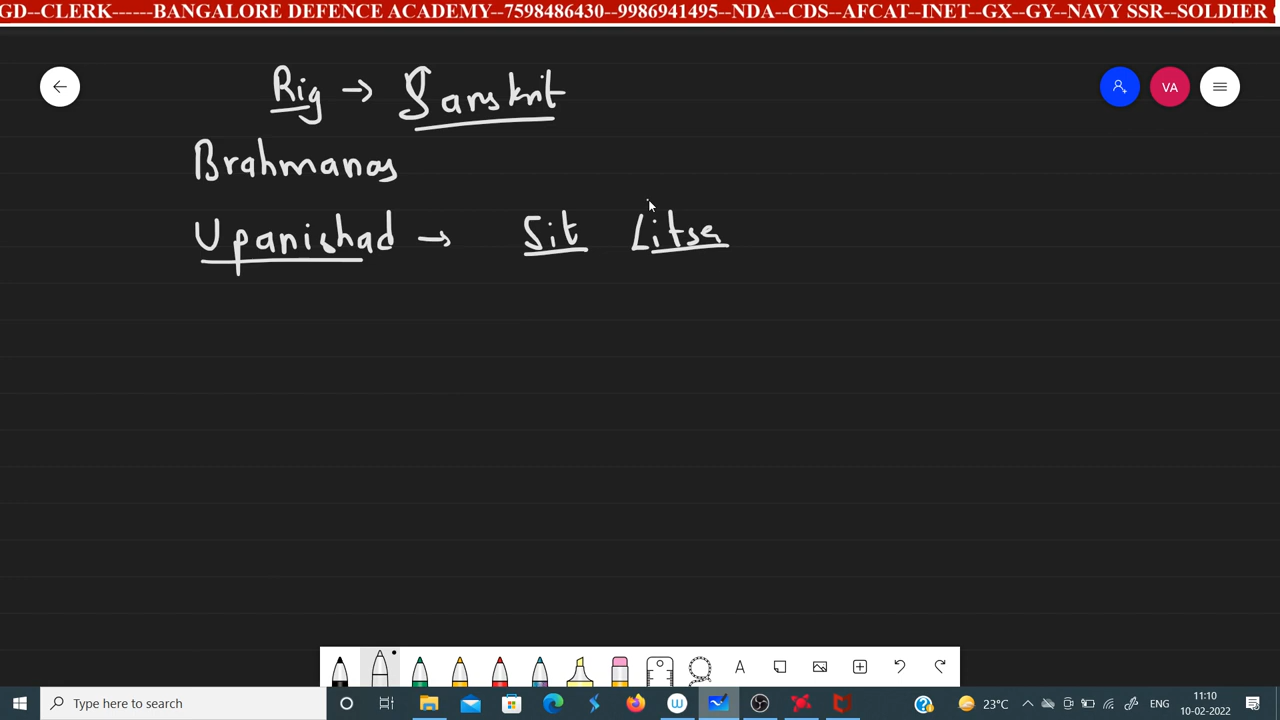 GD--CLERK------BANGALORE DEFENCE ACADEMY--7598486430--9986941495--NDA--CDS--AFCAT--INET--GX--GY--NAVY SSR--SOLDIER
VA
Rig → Sanskrit
Brahmanas
Upanishad → Sit
A
Type here to search
23°C
ENG
11:10
10-02-2022